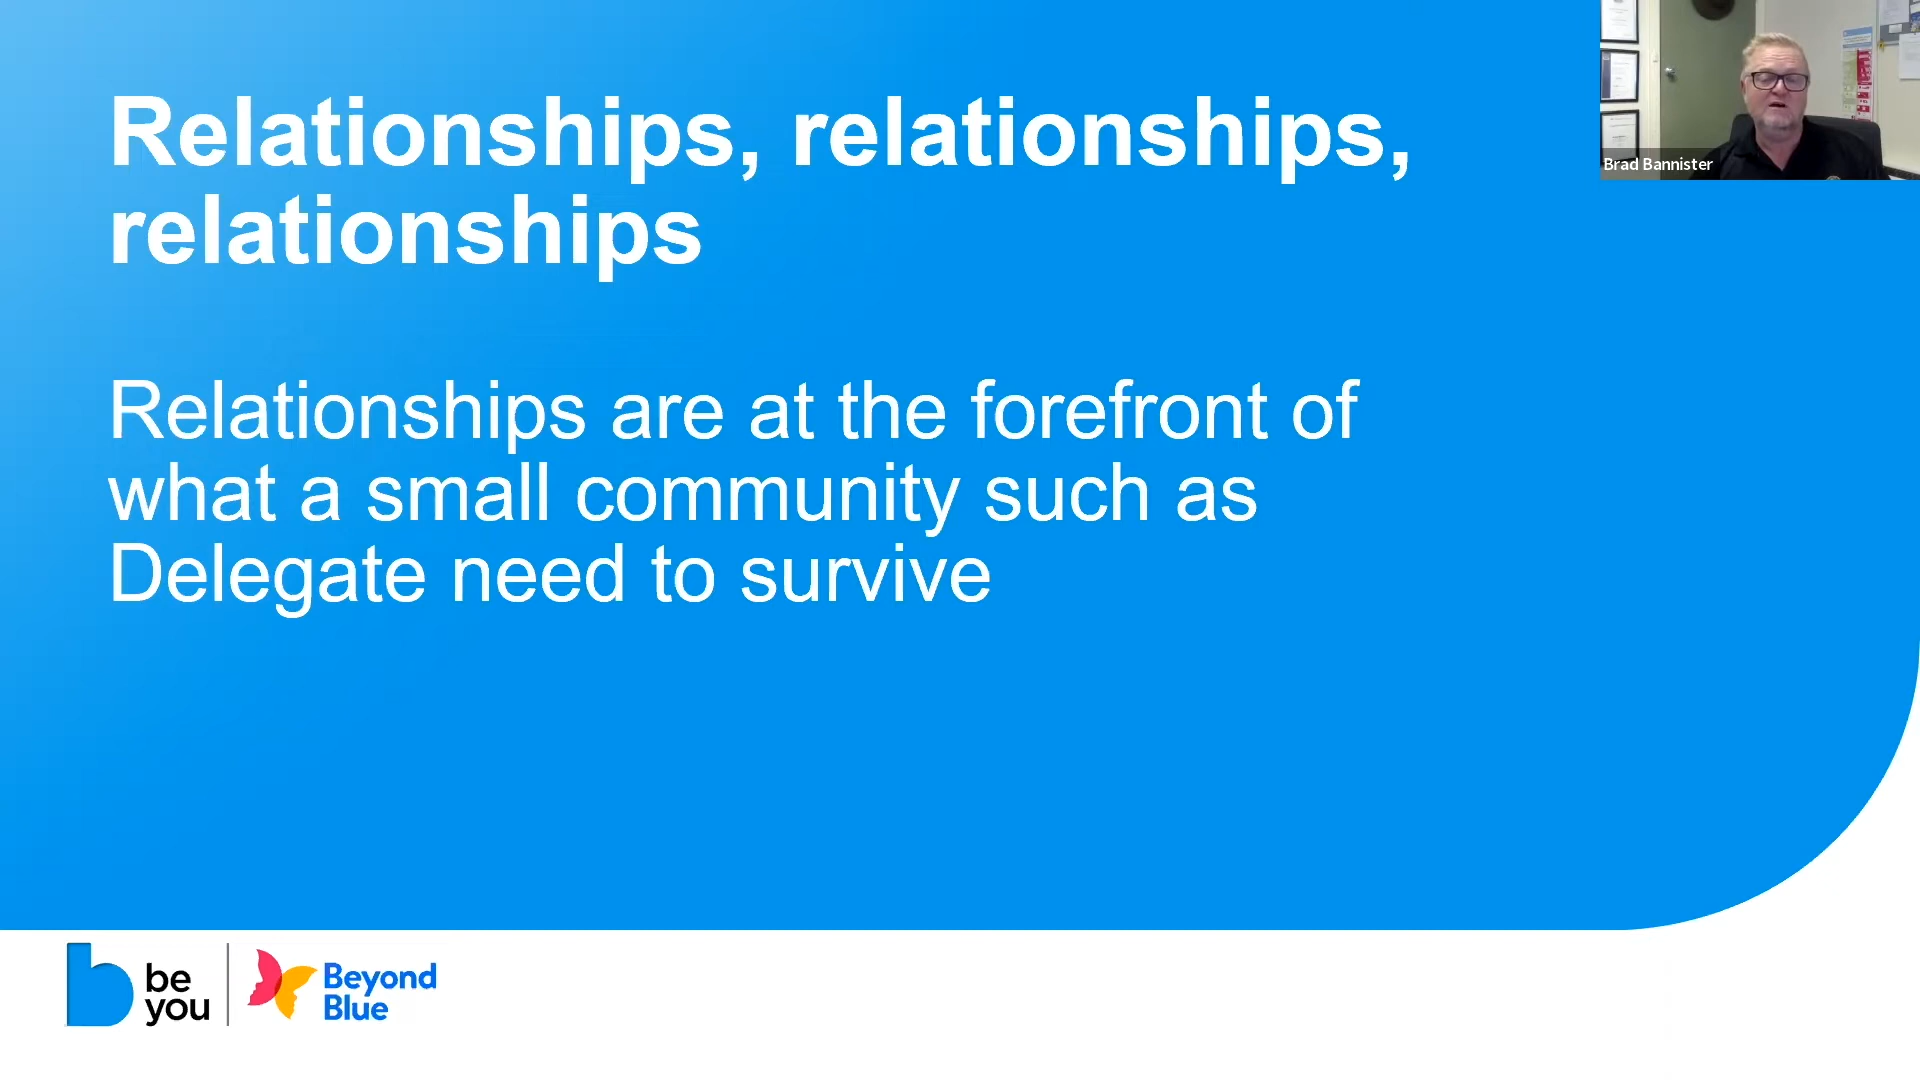 Relationships, relationships,
relationships
Relationships are at the forefront of
what a small community such as
Delegate need to survive
Brad Bannister
be
you
Beyond
Blue